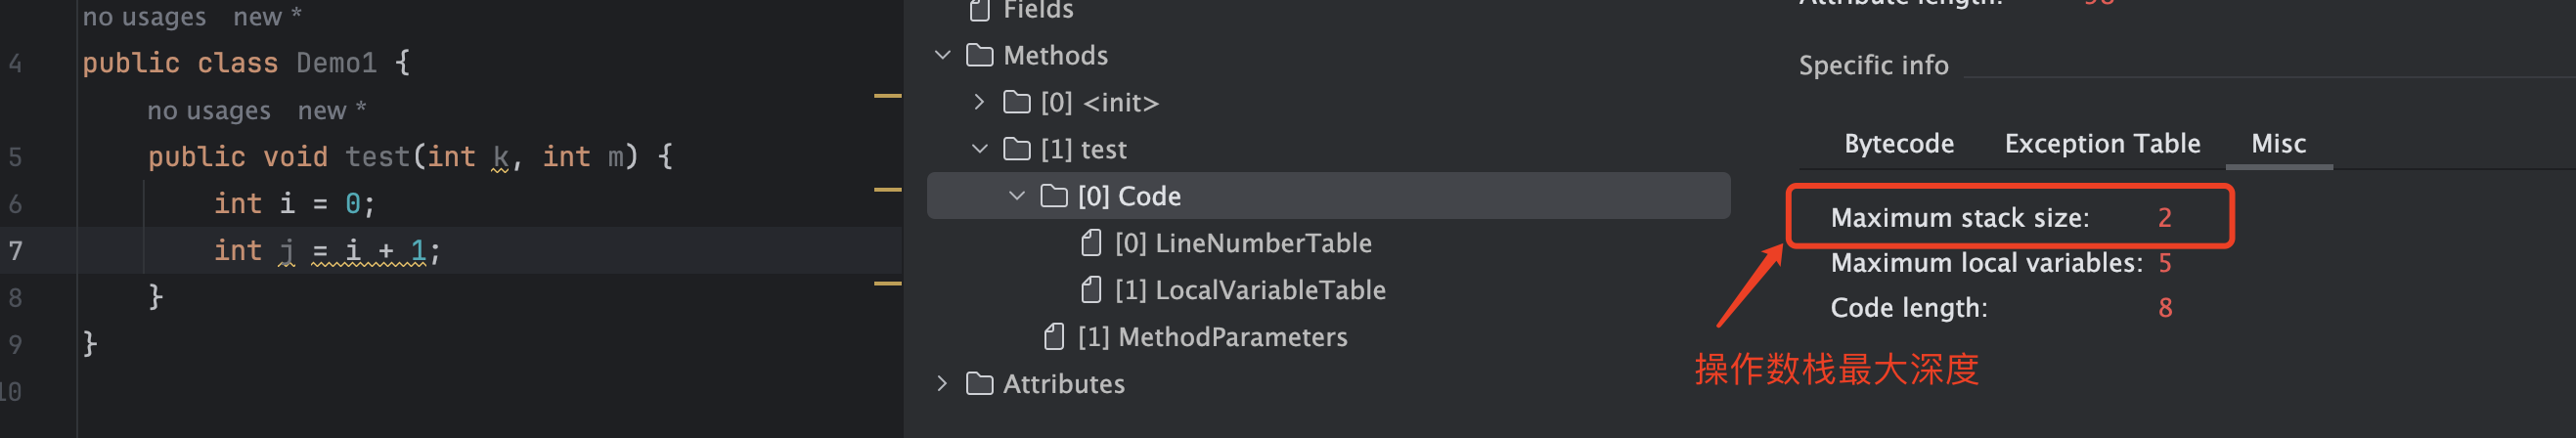 no usages   new *
4 public class Demo1 {
no usages   new *
5 public void test(int k, int m) {
6 int i = 0;
7 int j = i + 1;
8 }
9 }
10
Fields
Methods
[0] <init>
[1] test
[0] Code
[0] LineNumberTable
[1] LocalVariableTable
[1] MethodParameters
Attributes
Attribute length: 98
Specific info
Bytecode Exception Table Misc
Maximum stack size: 2
Maximum local variables: 5
Code length: 8
操作数栈最大深度